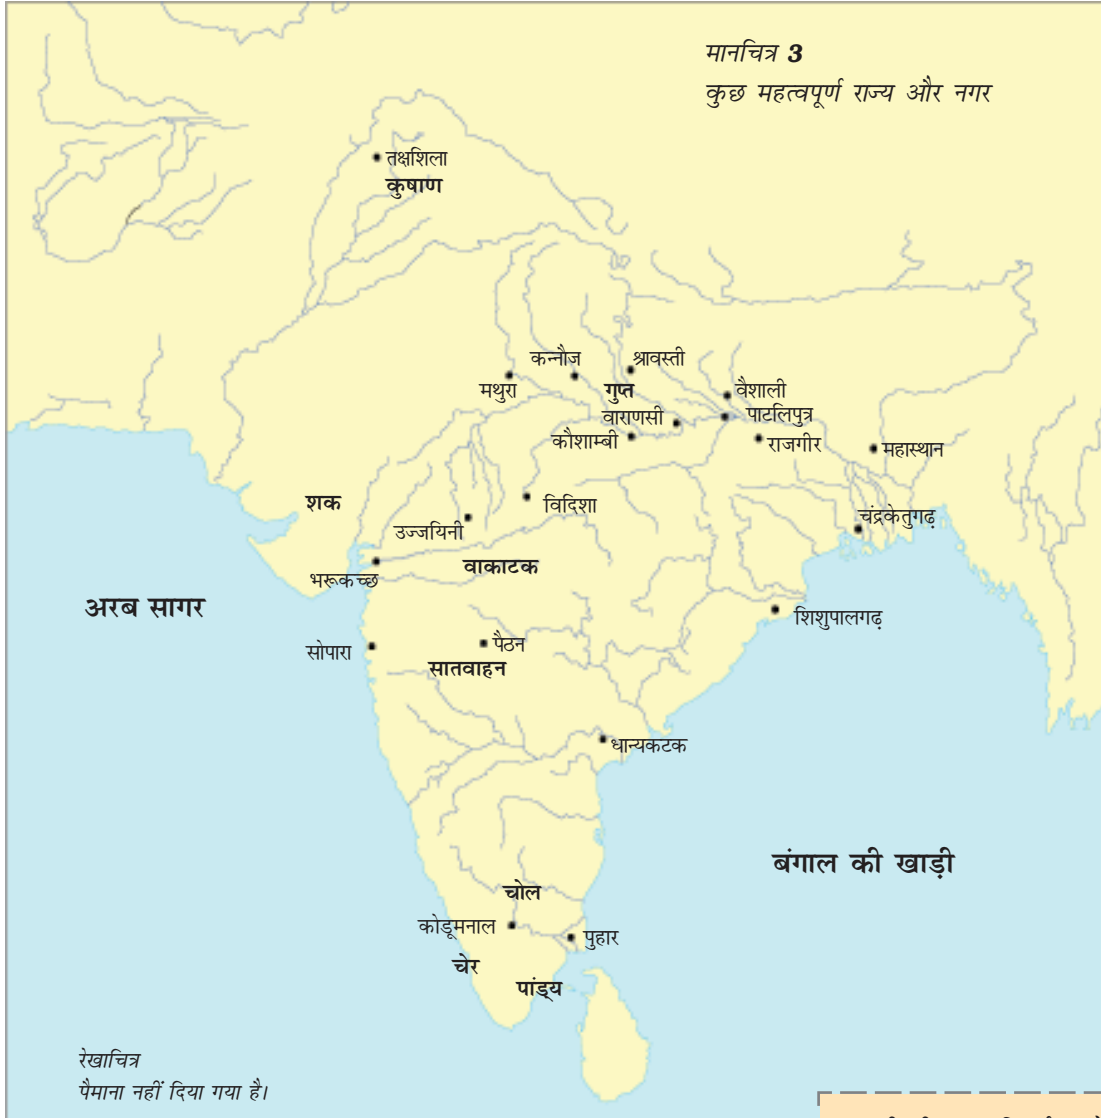 मानचित्र 3
कुछ महत्वपूर्ण राज्य और नगर
तक्षशिला
कुषाण
कन्नौज
श्रावस्ती
मथुरा
गुप्त
वैशाली
वाराणसी
पाटलिपुत्र
कौशाम्बी
राजगीर
महास्थान
शक
विदिशा
चंद्रकेतुगढ़
उज्जयिनी
वाकाटक
भरूकच्छ
अरब सागर
शिशुपालगढ़
सोपारा
पैठन
सातवाहन
धान्यकटक
बंगाल की खाड़ी
चोल
कोडूमनाल
पुहार
चेर
पांड्य
रेखाचित्र
पैमाना नहीं दिया गया है।